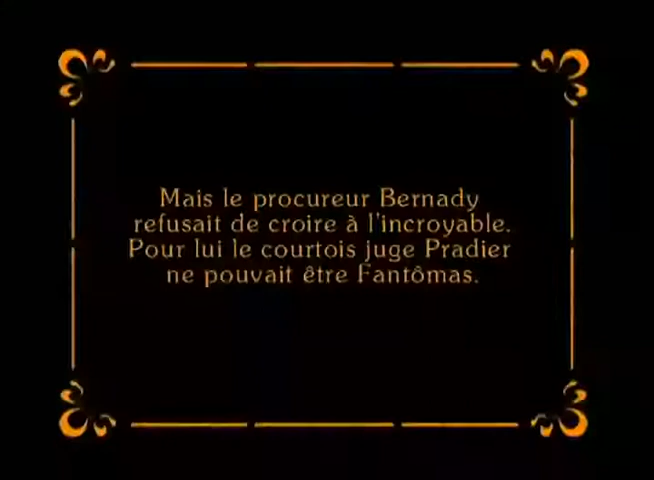 Mais le procureur Bernady
refusait de croire à l'incroyable.
Pour lui le courtois juge Pradier
ne pouvait être Fantômas.